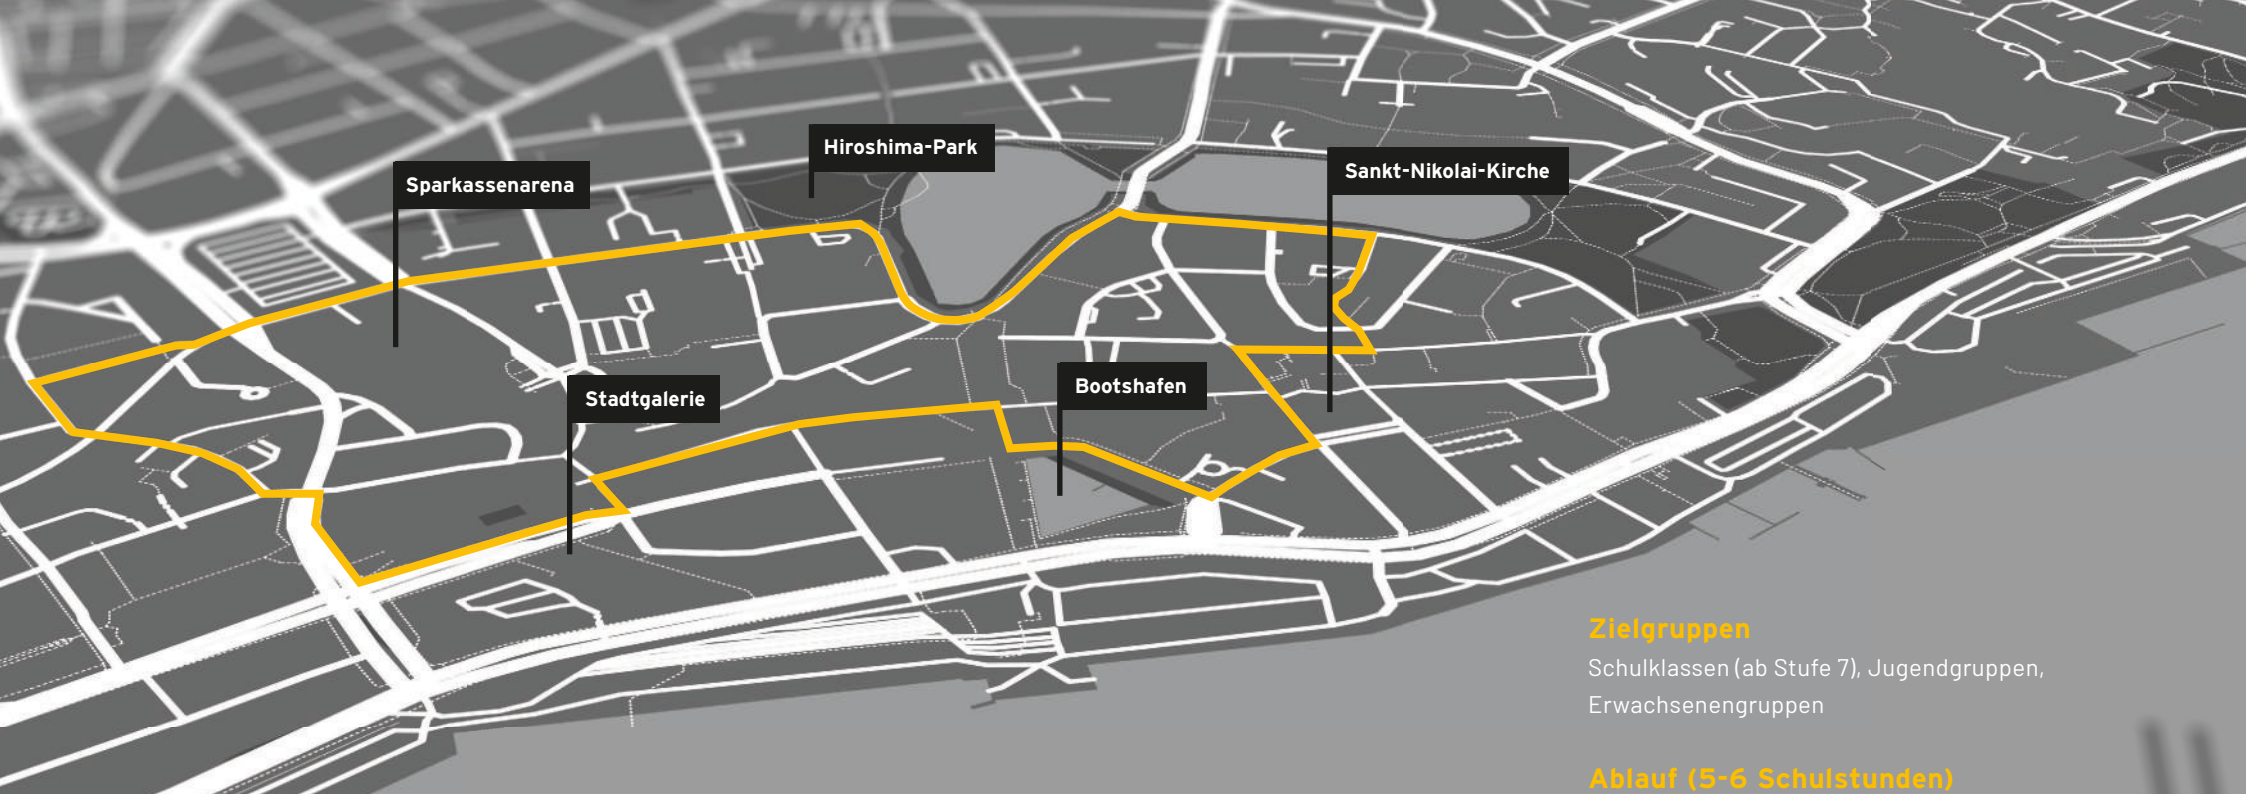 Hiroshima-Park
Sankt-Nikolai-Kirche
Sparkassenarena
Bootshafen
Stadtgalerie
Zielgruppen
Schulklassen (ab Stufe 7), Jugendgruppen,
Erwachsenengruppen
Ablauf (5-6 Schulstunden)